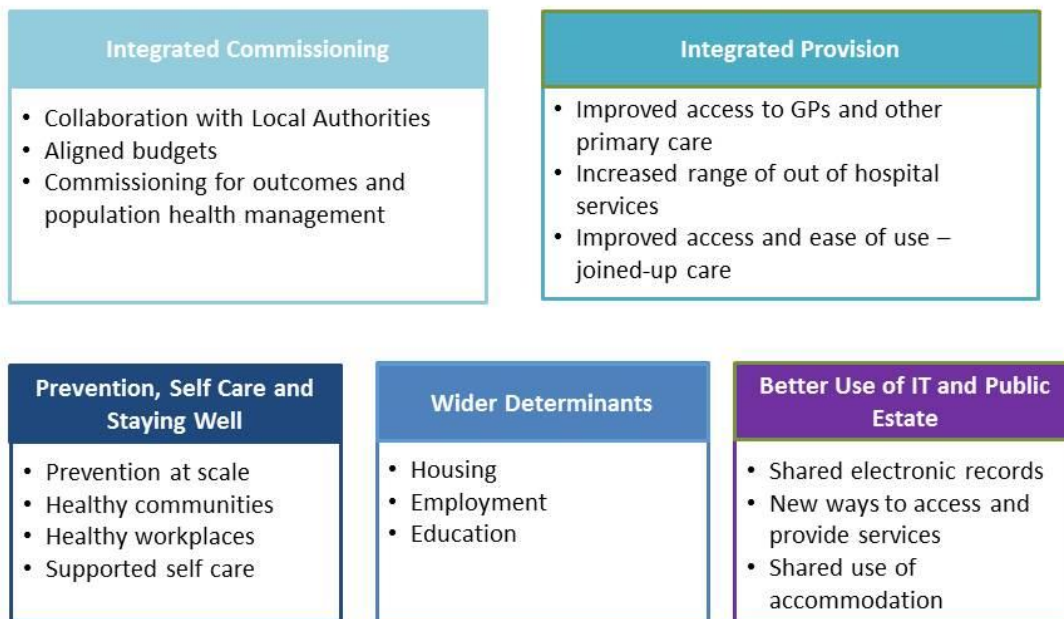 Integrated Commissioning
• Collaboration with Local Authorities
• Aligned budgets
• Commissioning for outcomes and
population health management
Integrated Provision
• Improved access to GPs and other
primary care
• Increased range of out of hospital
services
• Improved access and ease of use –
joined-up care
Prevention, Self Care and
Staying Well
• Prevention at scale
• Healthy communities
• Healthy workplaces
• Supported self care
Wider Determinants
• Housing
• Employment
• Education
Better Use of IT and Public
Estate
• Shared electronic records
• New ways to access and
provide services
• Shared use of
accommodation